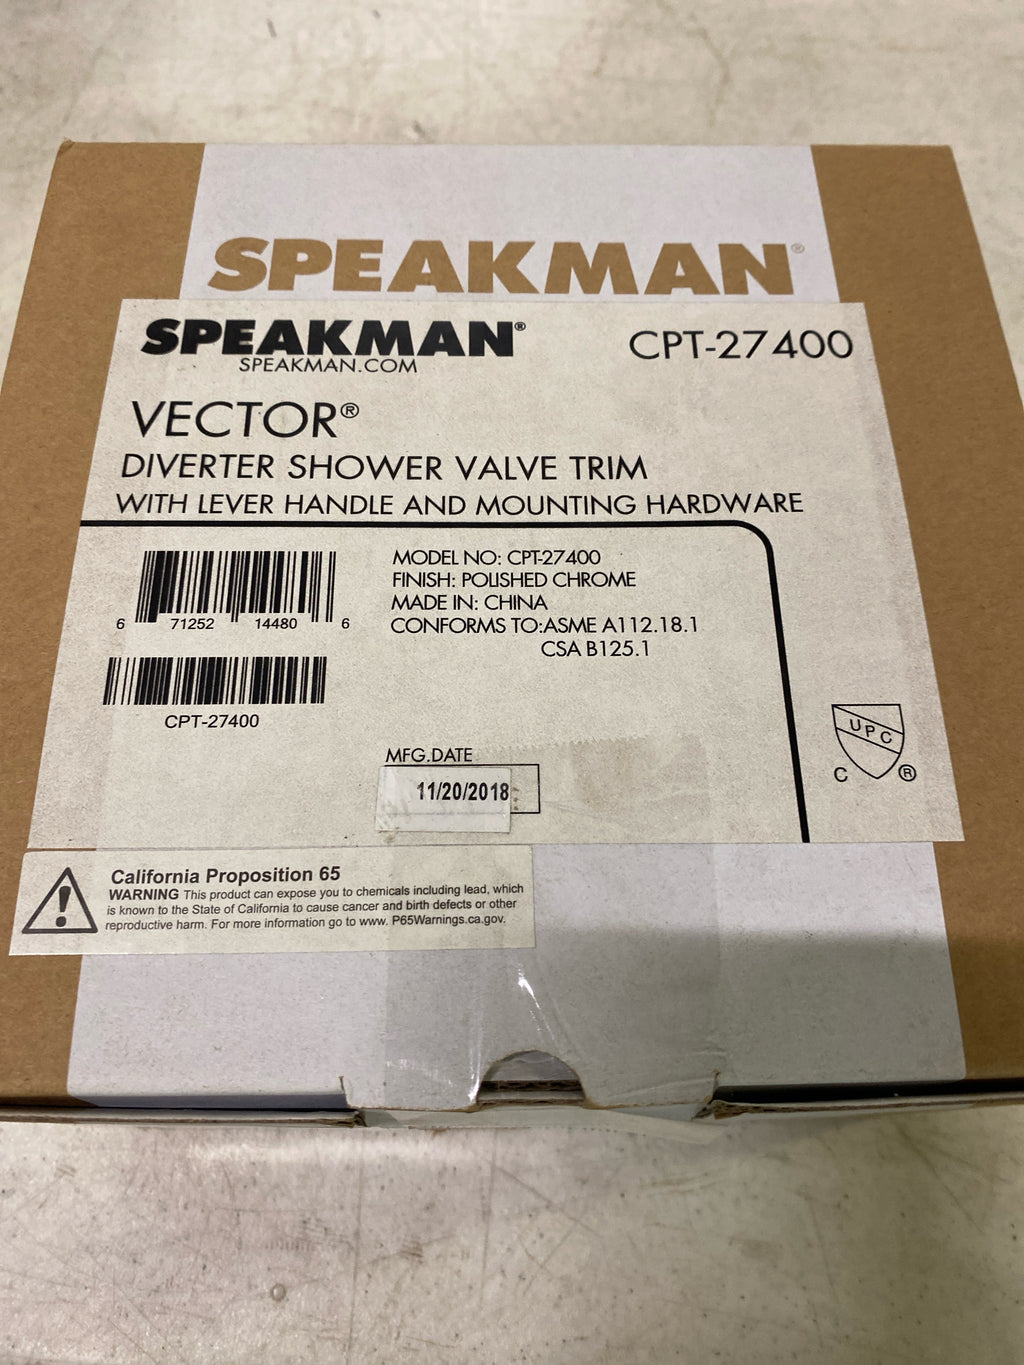 SPEAKMAN®
SPEAKMAN®
SPEAKMAN.COM
CPT-27400
VECTOR®
DIVERTER SHOWER VALVE TRIM
WITH LEVER HANDLE AND MOUNTING HARDWARE
6 71252 14480 6
CPT-27400
MODEL NO: CPT-27400
FINISH: POLISHED CHROME
MADE IN: CHINA
CONFORMS TO:ASME A112.18.1
CSA B125.1
UPC
C ®
MFG.DATE
11/20/2018
California Proposition 65
WARNING This product can expose you to chemicals including lead, which
is known to the State of California to cause cancer and birth defects or other
reproductive harm. For more information go to www. P65Warnings.ca.gov.